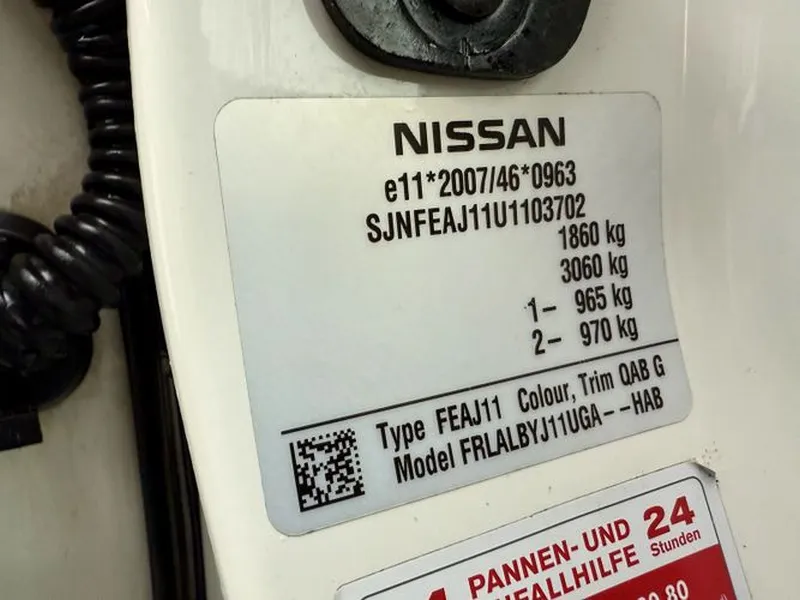 NISSAN
e11*2007/46*0963
SJNFEAJ11U1103702
1860 kg
3060 kg
1- 965 kg
2- 970 kg
Type FEAJ11 Colour, Trim QAB G
Model FRLALBYJ11UGA--HAB
PANNEN-UND 24
Stunden